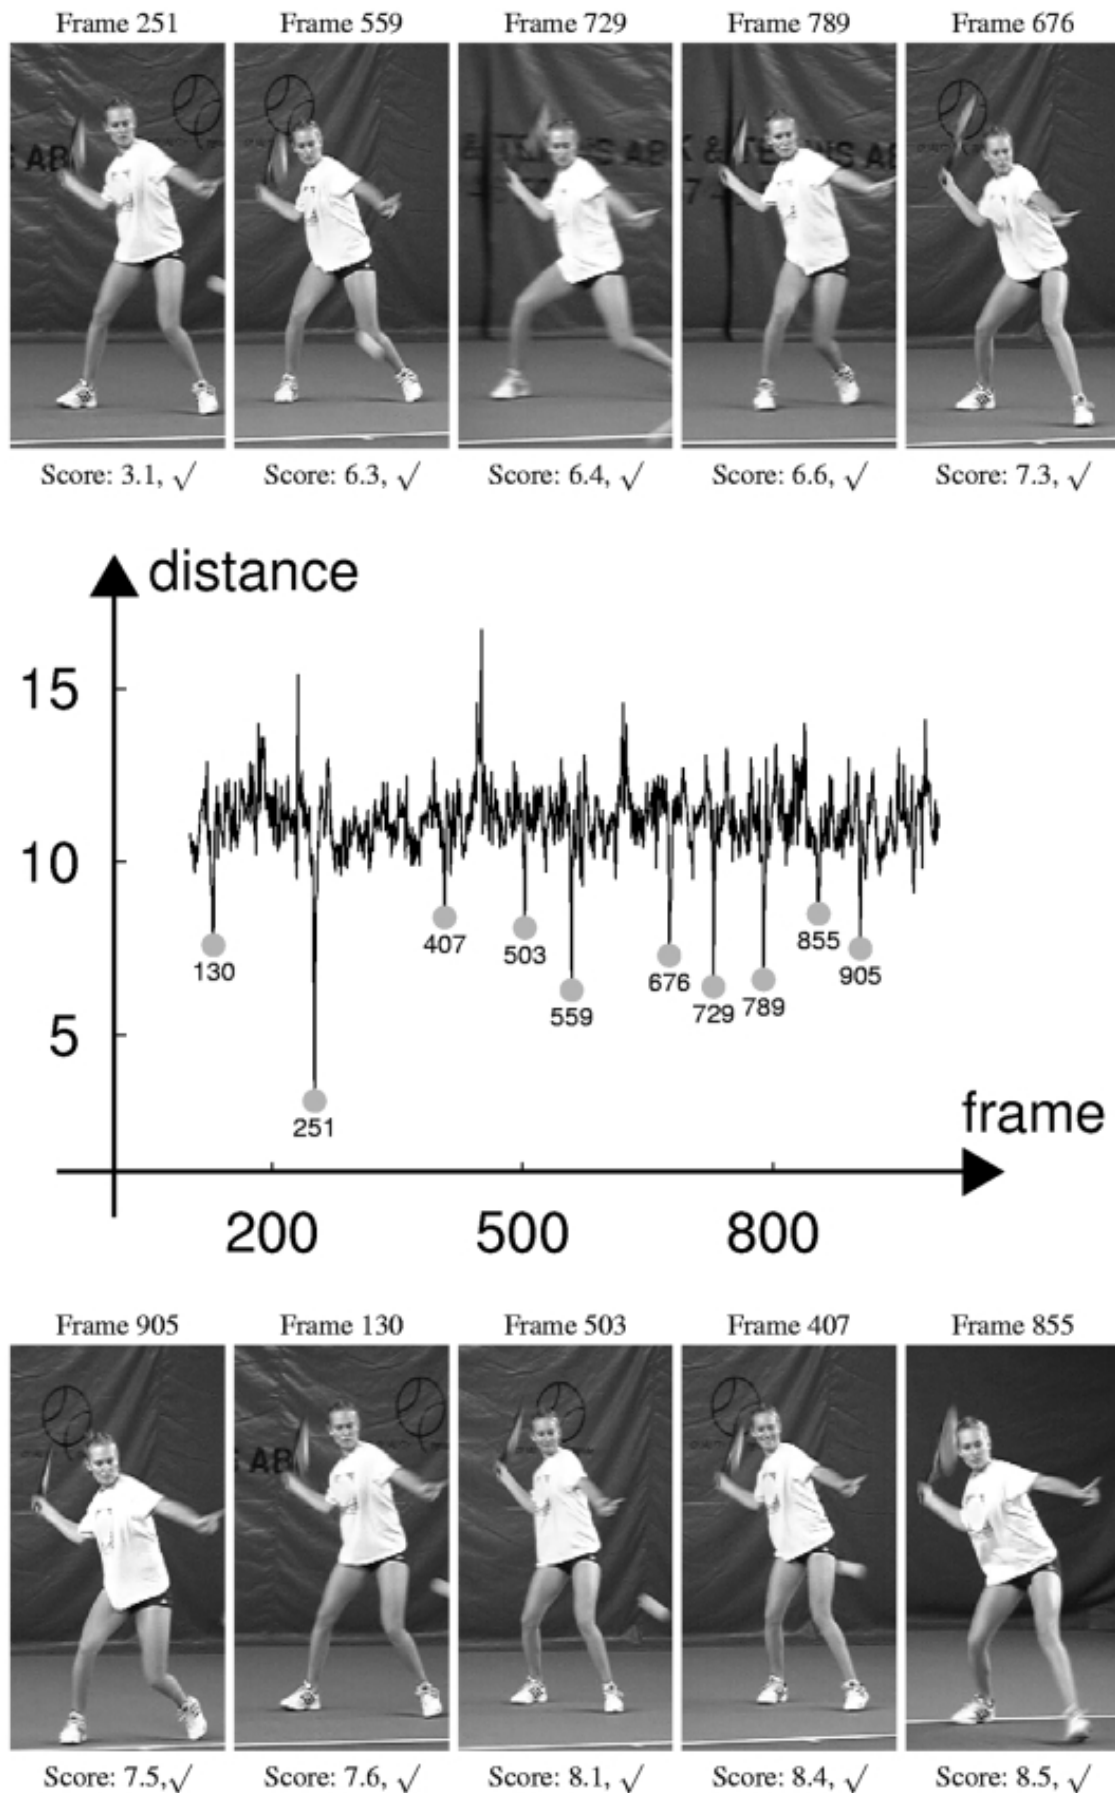 Frame 251 Frame 559 Frame 729 Frame 789 Frame 676
Score: 3.1, √ Score: 6.3, √ Score: 6.4, √ Score: 6.6, √ Score: 7.3, √
distance
15
10
5
130
251
407
503
559
676
729
789
855
905
frame
200 500 800
Frame 905 Frame 130 Frame 503 Frame 407 Frame 855
Score: 7.5,√ Score: 7.6, √ Score: 8.1, √ Score: 8.4, √ Score: 8.5, √